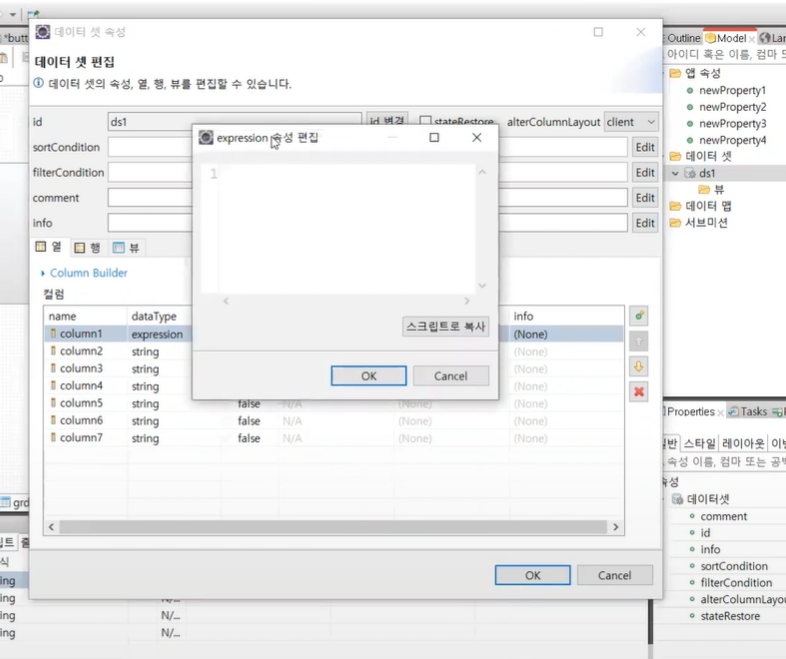 *butt
데이터 셋 속성
데이터 셋 편집
데이터 셋의 속성, 열, 행, 뷰를 편집할 수 있습니다.
id ds1 id 변경 stateRestore alterColumnLayout client
sortCondition Edit
filterCondition Edit
comment Edit
info Edit
열 행 뷰
Column Builder
컬럼
name dataType info
column1 expression (None)
column2 string (None)
column3 string (None)
column4 string (None)
column5 string false N/A (None) (None)
column6 string false N/A (None) (None)
column7 string false N/A (None) (None)
OK Cancel
expression 속성 편집
1
스크립트로 복사
OK Cancel
Outline Model Lan
아이디 혹은 이름, 컴마
앱 속성
newProperty1
newProperty2
newProperty3
newProperty4
데이터 셋
ds1
뷰
데이터 맵
서브미션
Properties Tasks
일반 스타일 레이아웃 이벤
속성 이름, 컴마 또는 공백
속성
데이터셋
comment
id
info
sortCondition
filterCondition
alterColumnLayou
stateRestore
grd
ing
ing N/...
ing N/...
ing N/...